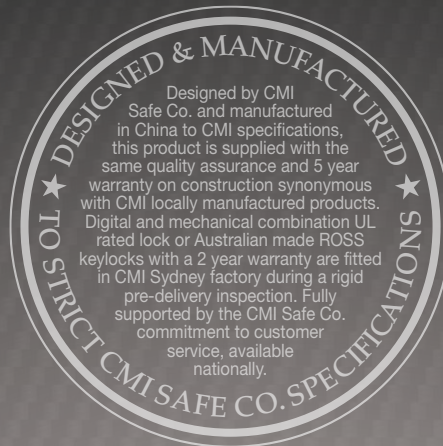 DESIGNED & MANUFACTURED
Designed by CMI
Safe Co. and manufactured
in China to CMI specifications,
this product is supplied with the
same quality assurance and 5 year
warranty on construction synonymous
with CMI locally manufactured products.
Digital and mechanical combination UL
rated lock or Australian made ROSS
keylocks with a 2 year warranty are fitted
in CMI Sydney factory during a rigid
pre-delivery inspection. Fully
supported by the CMI Safe Co.
commitment to customer
service, available
nationally.
★ TO STRICT CMI SAFE CO. SPECIFICATIONS ★